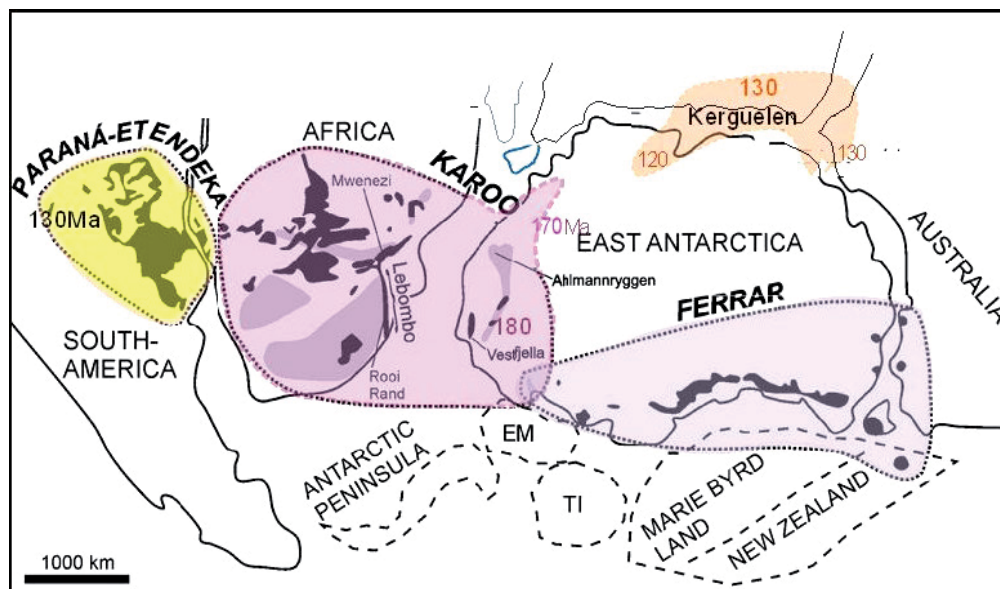 PARANÁ-ETENDEKA
130Ma
SOUTH-
AMERICA
AFRICA
Mwenezi
KAROO
Lebombo
Rooi
Rand
170Ma
EAST ANTARCTICA
Ahlmannryggen
180
Vestfjella
130
Kerguelen
120
130
AUSTRALIA
FERRAR
ANTARCTIC
PENINSULA
EM
TI
MARIE BYRD
LAND
NEW ZEALAND
1000 km